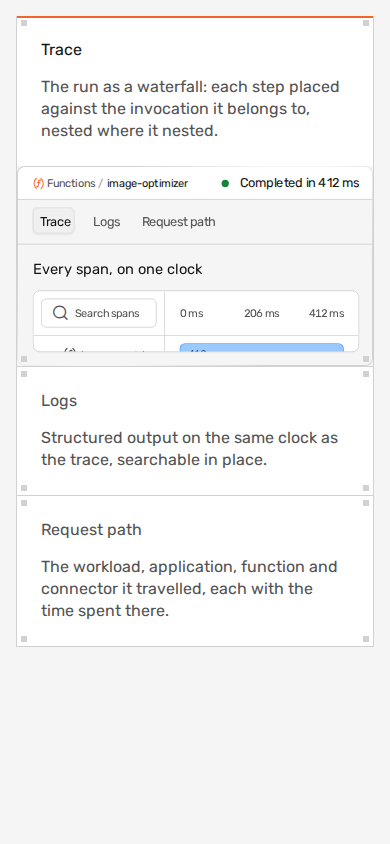 Trace
The run as a waterfall: each step placed
against the invocation it belongs to,
nested where it nested.
Functions / image-optimizer
Completed in 412 ms
Trace Logs Request path
Every span, on one clock
Search spans 0 ms 206 ms 412 ms
Logs
Structured output on the same clock as
the trace, searchable in place.
Request path
The workload, application, function and
connector it travelled, each with the
time spent there.